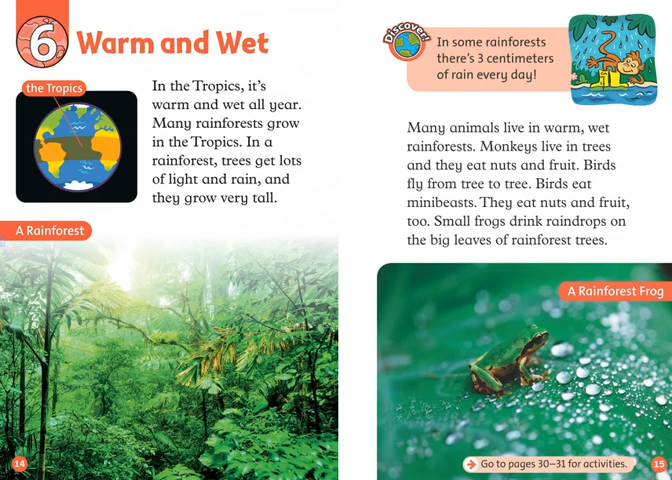 6 Warm and Wet
the Tropics
In the Tropics, it's
warm and wet all year.
Many rainforests grow
in the Tropics. In a
rainforest, trees get lots
of light and rain, and
they grow very tall.
A Rainforest
14
Discover!
In some rainforests
there's 3 centimeters
of rain every day!
Many animals live in warm, wet
rainforests. Monkeys live in trees
and they eat nuts and fruit. Birds
fly from tree to tree. Birds eat
minibeasts. They eat nuts and fruit,
too. Small frogs drink raindrops on
the big leaves of rainforest trees.
A Rainforest Frog
Go to pages 30–31 for activities.
15